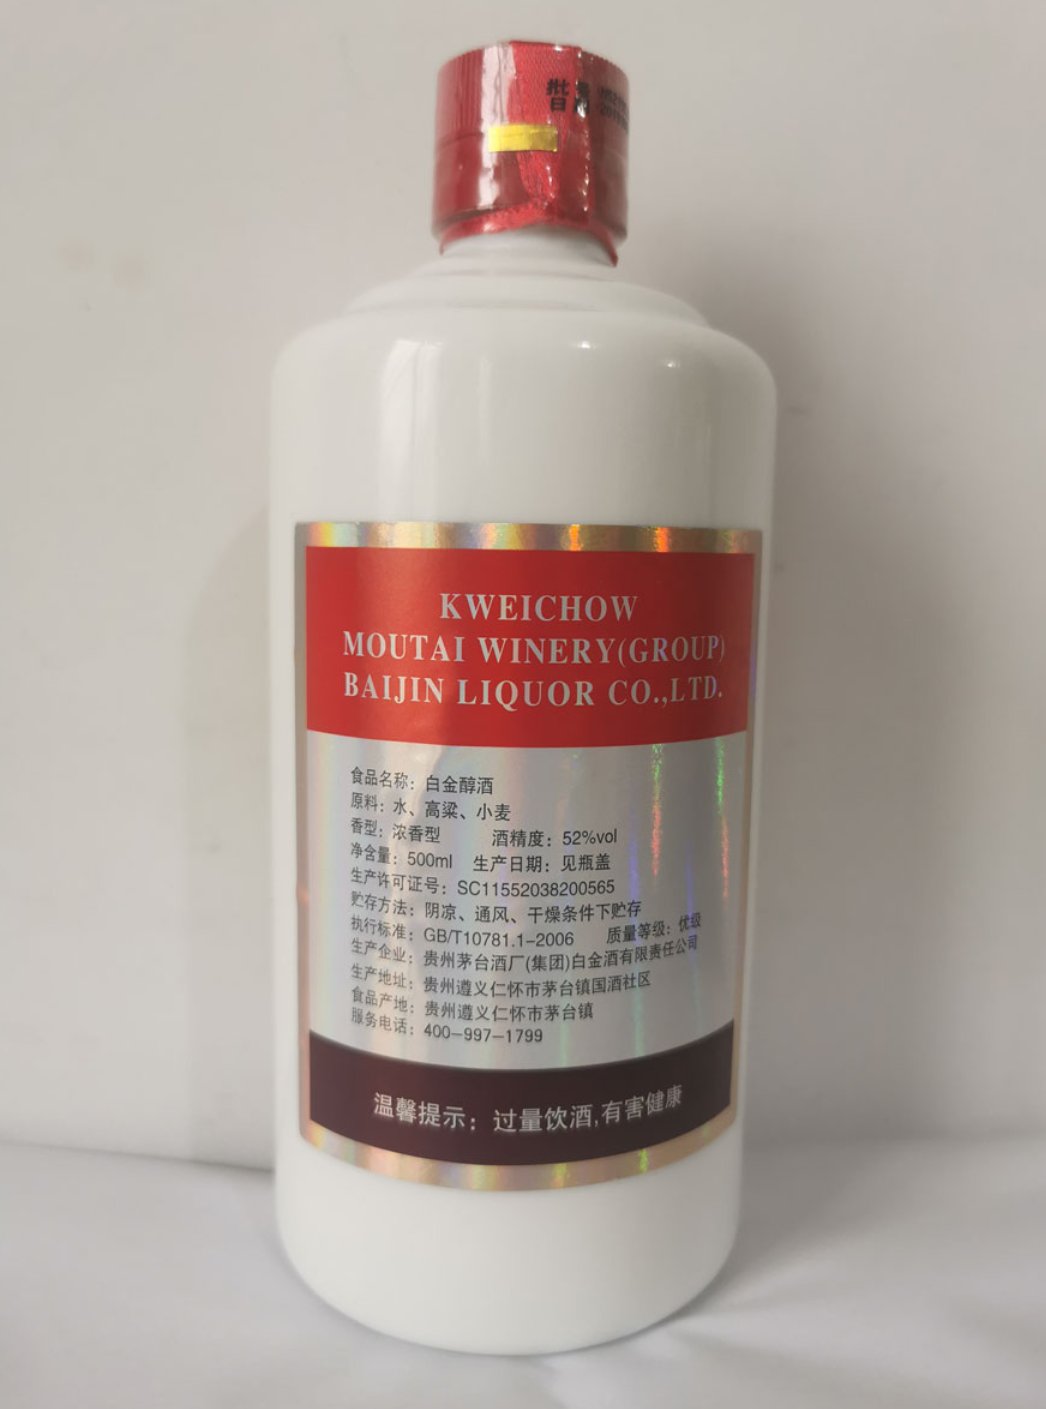 批
日
KWEICHOW
MOUTAI WINERY(GROUP)
BAIJIN LIQUOR CO.,LTD.
食品名称：白金醇酒
原料：水、高粱、小麦
香型：浓香型 酒精度：52%vol
净含量：500ml 生产日期：见瓶盖
生产许可证号：SC11552038200565
贮存方法：阴凉、通风、干燥条件下贮存
执行标准：GB/T10781.1-2006 质量等级：优级
生产企业：贵州茅台酒厂(集团)白金酒有限责任公司
生产地址：贵州遵义仁怀市茅台镇国酒社区
食品产地：贵州遵义仁怀市茅台镇
服务电话：400-997-1799
温馨提示：过量饮酒,有害健康